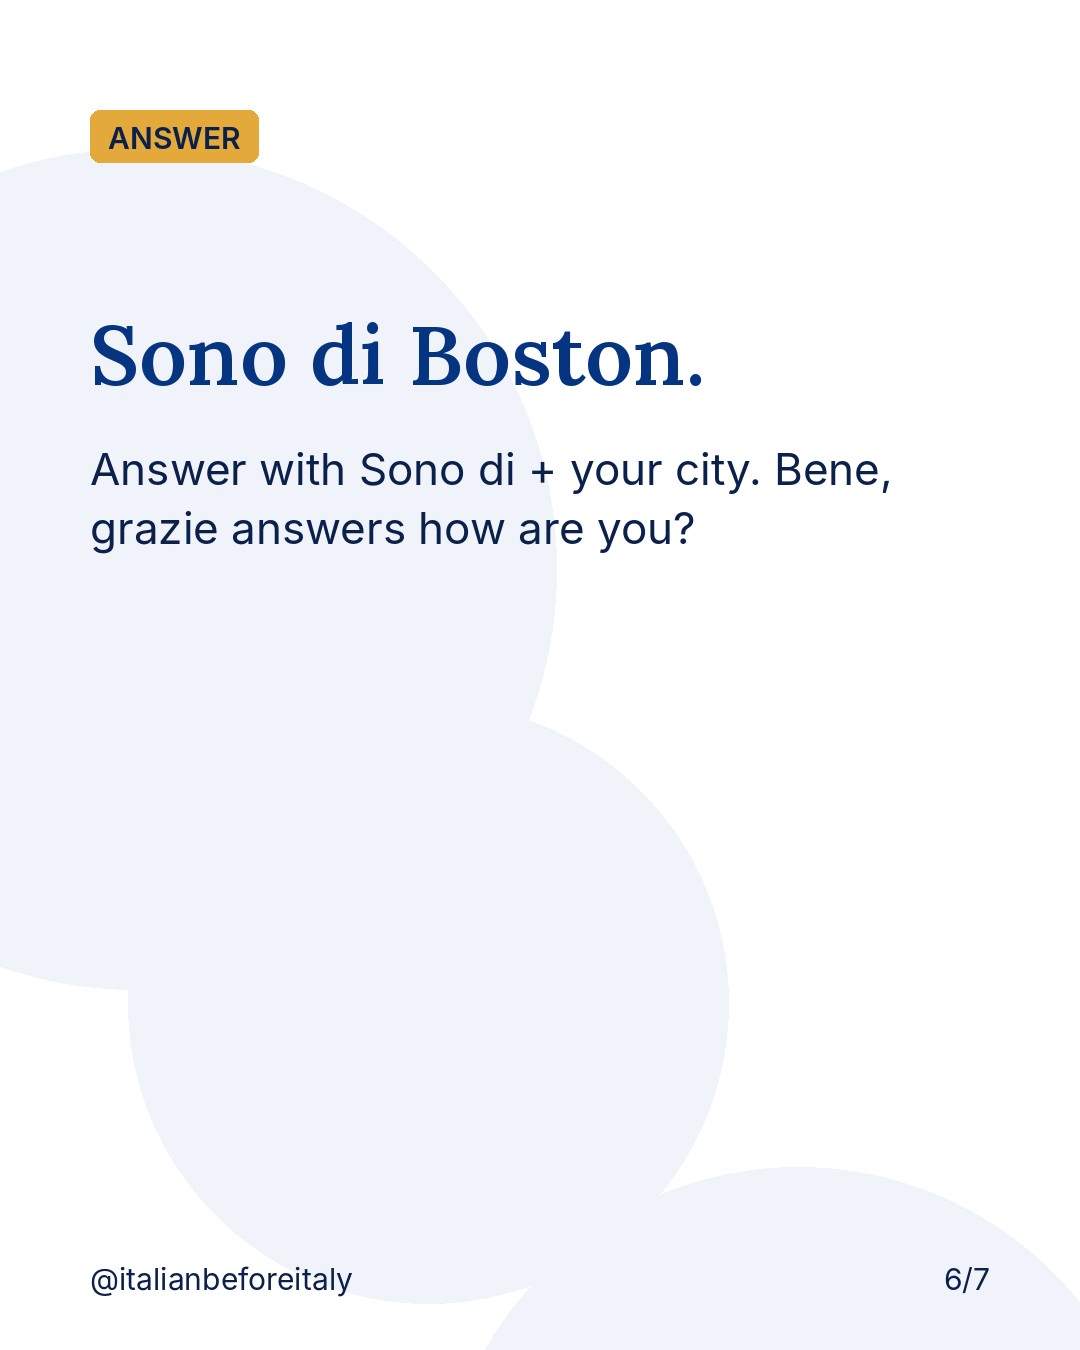 ANSWER
Sono di Boston.
Answer with Sono di + your city. Bene,
grazie answers how are you?
@italianbeforeitaly
6/7